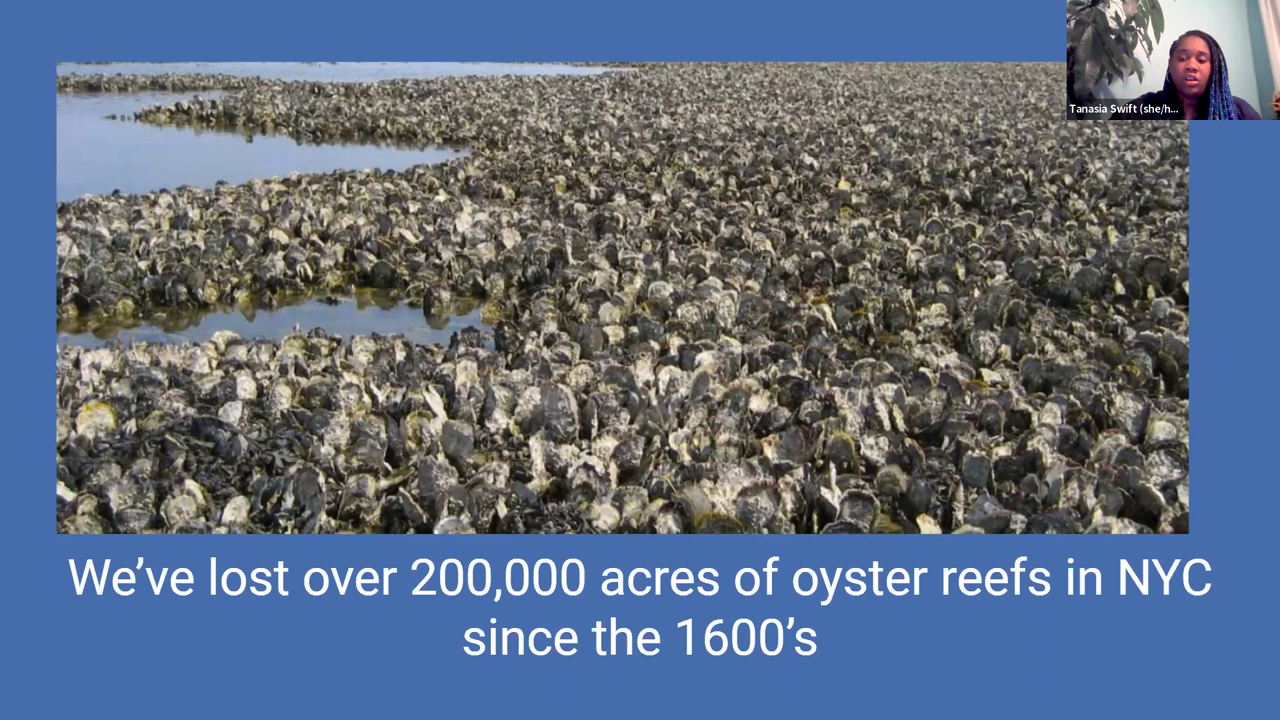 Tanasia Swift (she/h...
We’ve lost over 200,000 acres of oyster reefs in NYC
since the 1600’s